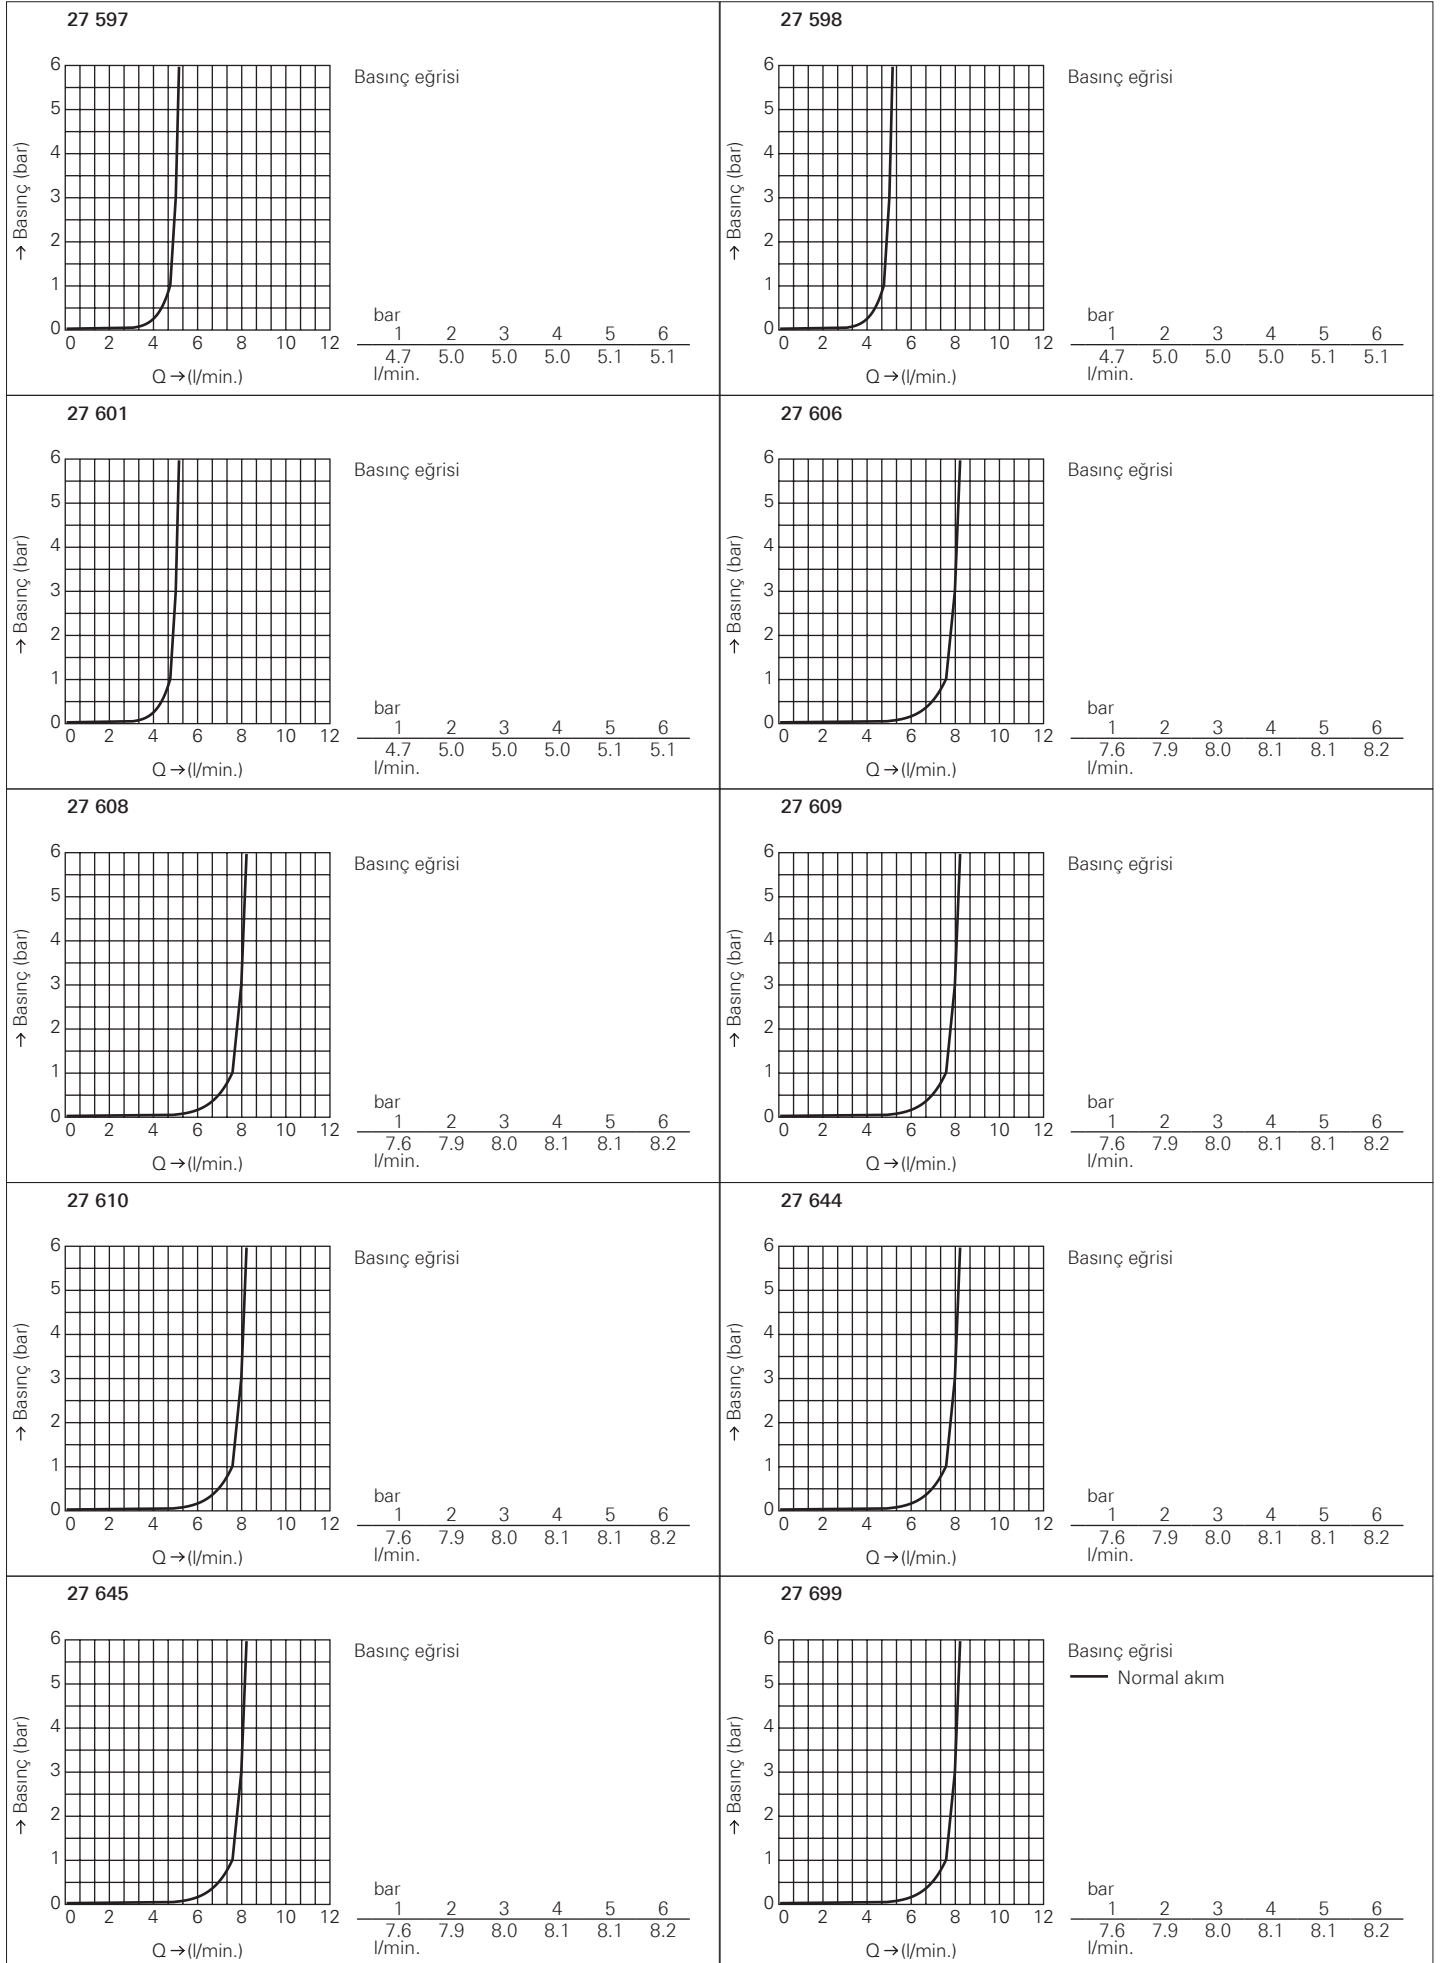 27 597
6
5
4
3
2
1
0
→ Basınç (bar)
0 2 4 6 8 10 12
Q → (l/min.)
Basınç eğrisi
bar
1 2 3 4 5 6
4.7 5.0 5.0 5.0 5.1 5.1
l/min.
27 598
6
5
4
3
2
1
0
→ Basınç (bar)
0 2 4 6 8 10 12
Q → (l/min.)
Basınç eğrisi
bar
1 2 3 4 5 6
4.7 5.0 5.0 5.0 5.1 5.1
l/min.
27 601
6
5
4
3
2
1
0
→ Basınç (bar)
0 2 4 6 8 10 12
Q → (l/min.)
Basınç eğrisi
bar
1 2 3 4 5 6
4.7 5.0 5.0 5.0 5.1 5.1
l/min.
27 606
6
5
4
3
2
1
0
→ Basınç (bar)
0 2 4 6 8 10 12
Q → (l/min.)
Basınç eğrisi
bar
1 2 3 4 5 6
7.6 7.9 8.0 8.1 8.1 8.2
l/min.
27 608
6
5
4
3
2
1
0
→ Basınç (bar)
0 2 4 6 8 10 12
Q → (l/min.)
Basınç eğrisi
bar
1 2 3 4 5 6
7.6 7.9 8.0 8.1 8.1 8.2
l/min.
27 609
6
5
4
3
2
1
0
→ Basınç (bar)
0 2 4 6 8 10 12
Q → (l/min.)
Basınç eğrisi
bar
1 2 3 4 5 6
7.6 7.9 8.0 8.1 8.1 8.2
l/min.
27 610
6
5
4
3
2
1
0
→ Basınç (bar)
0 2 4 6 8 10 12
Q → (l/min.)
Basınç eğrisi
bar
1 2 3 4 5 6
7.6 7.9 8.0 8.1 8.1 8.2
l/min.
27 644
6
5
4
3
2
1
0
→ Basınç (bar)
0 2 4 6 8 10 12
Q → (l/min.)
Basınç eğrisi
bar
1 2 3 4 5 6
7.6 7.9 8.0 8.1 8.1 8.2
l/min.
27 645
6
5
4
3
2
1
0
→ Basınç (bar)
0 2 4 6 8 10 12
Q → (l/min.)
Basınç eğrisi
bar
1 2 3 4 5 6
7.6 7.9 8.0 8.1 8.1 8.2
l/min.
27 699
6
5
4
3
2
1
0
→ Basınç (bar)
0 2 4 6 8 10 12
Q → (l/min.)
Basınç eğrisi
Normal akım
bar
1 2 3 4 5 6
7.6 7.9 8.0 8.1 8.1 8.2
l/min.